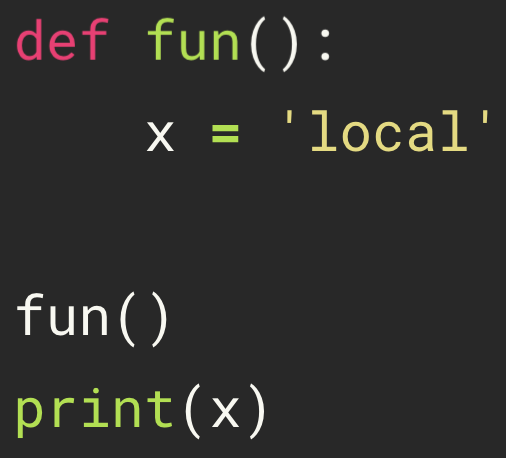 def fun():
    x = 'local'

fun()
print(x)